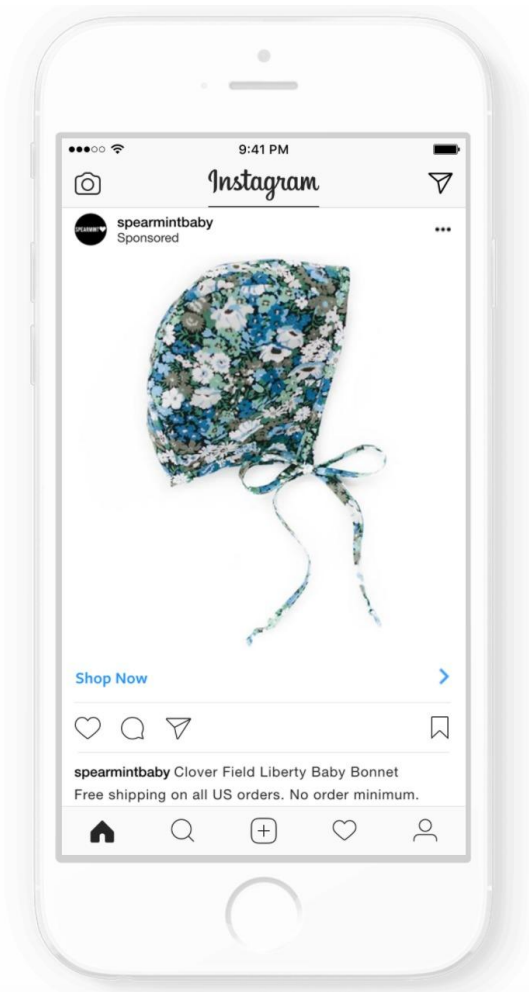 9:41 PM
Instagram
SPEARMINT
spearmintbaby
Sponsored
Shop Now
spearmintbaby Clover Field Liberty Baby Bonnet
Free shipping on all US orders. No order minimum.